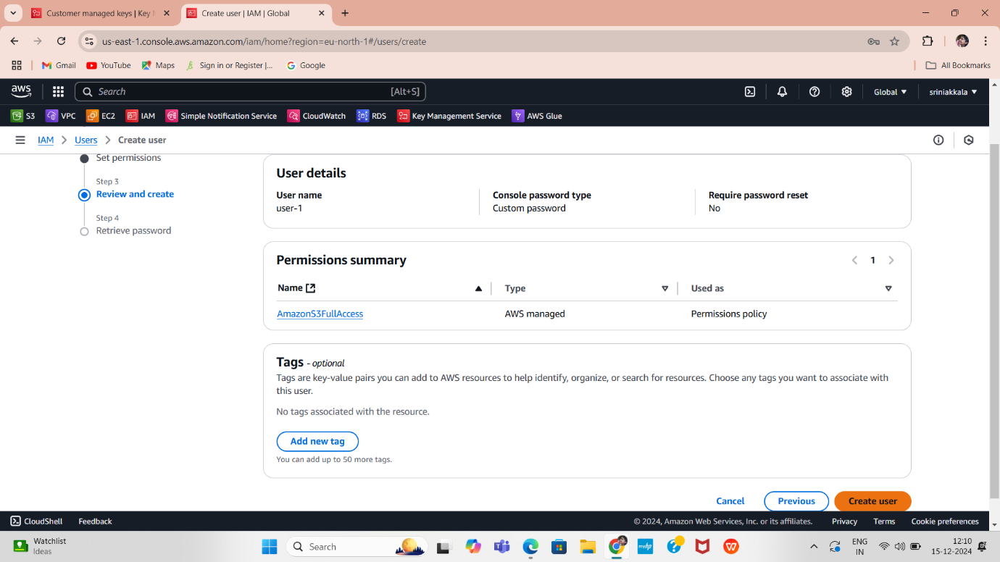 Customer managed keys | Key M
Create user | IAM | Global
us-east-1.console.aws.amazon.com/iam/home?region=eu-north-1#/users/create
Gmail YouTube Maps Sign in or Register |... Google All Bookmarks
aws Search [Alt+S] Global sriniakkala
S3 VPC EC2 IAM Simple Notification Service CloudWatch RDS Key Management Service AWS Glue
IAM Users Create user
Set permissions
Step 3
Review and create
Step 4
Retrieve password
User details
User name Console password type Require password reset
user-1 Custom password No
Permissions summary 1
Name Type Used as
AmazonS3FullAccess AWS managed Permissions policy
Tags - optional
Tags are key-value pairs you can add to AWS resources to help identify, organize, or search for resources. Choose any tags you want to associate with
this user.
No tags associated with the resource.
Add new tag
You can add up to 50 more tags.
Cancel Previous Create user
CloudShell Feedback © 2024, Amazon Web Services, Inc. or its affiliates. Privacy Terms Cookie preferences
Watchlist
Ideas
Search
myhp
ENG
IN
12:10
15-12-2024